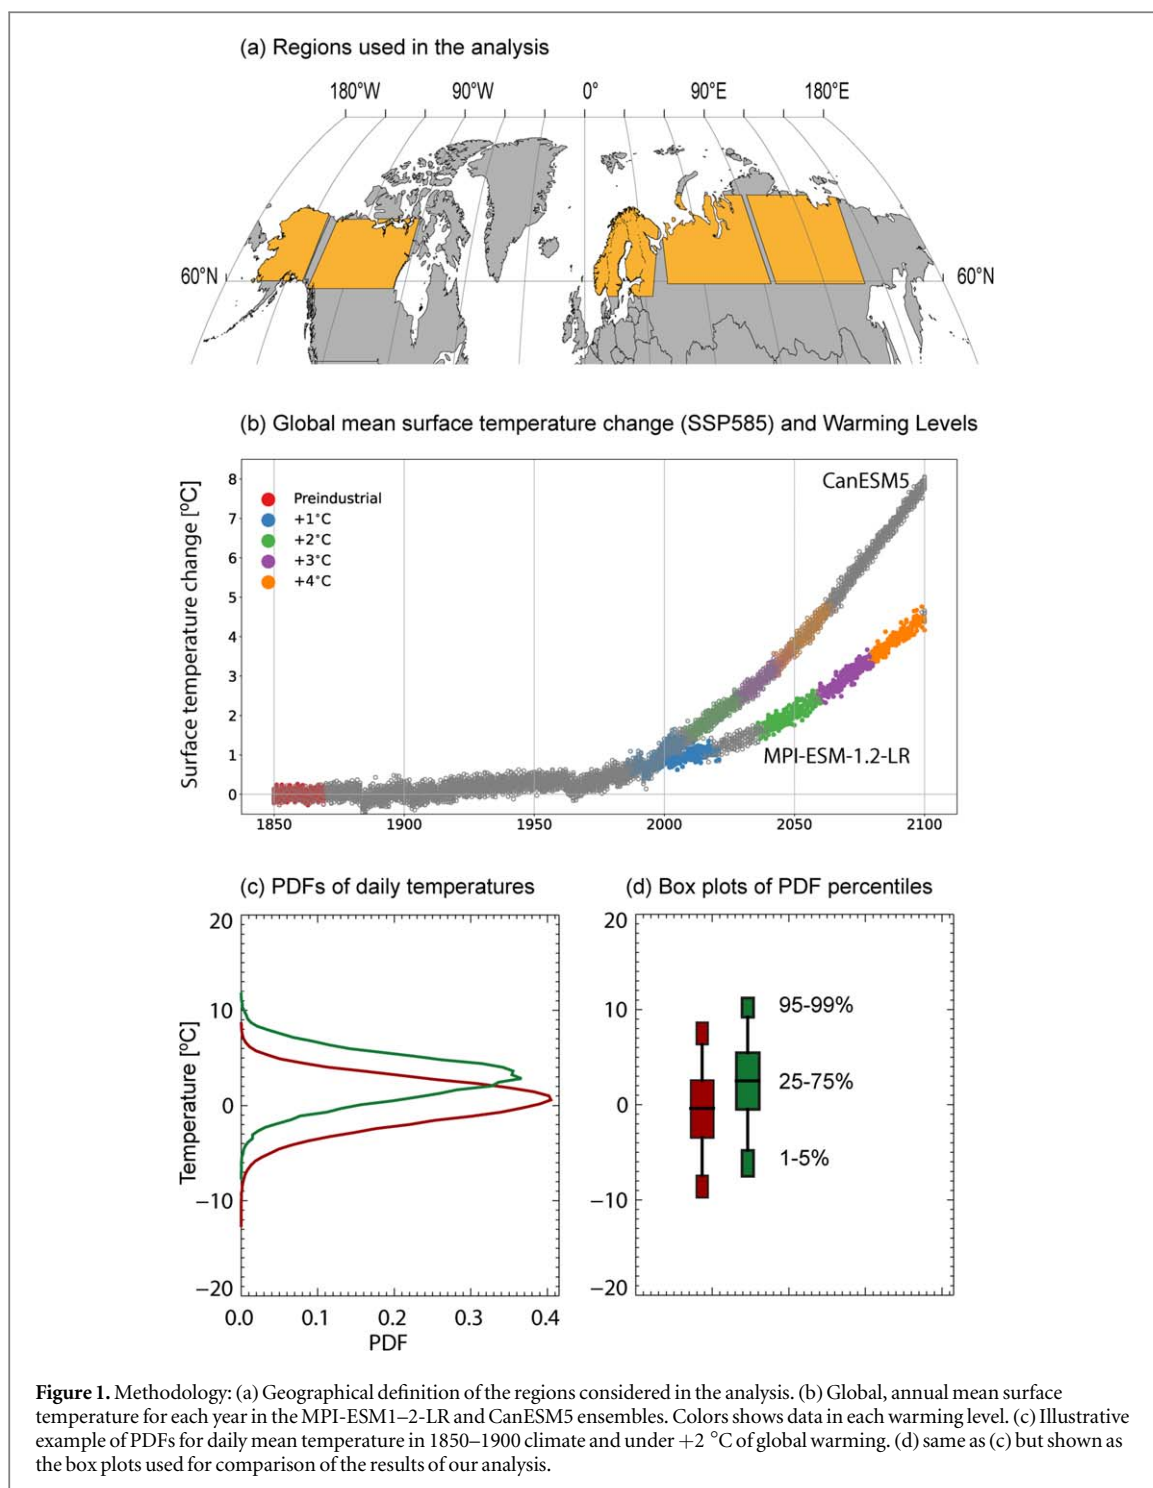 (a) Regions used in the analysis
180°W 90°W 0° 90°E 180°E
60°N 60°N
(b) Global mean surface temperature change (SSP585) and Warming Levels
Surface temperature change [ºC]
8
7
6
5
4
3
2
1
0
Preindustrial
+1°C
+2°C
+3°C
+4°C
CanESM5
MPI-ESM-1.2-LR
1850 1900 1950 2000 2050 2100
(c) PDFs of daily temperatures
Temperature [ºC]
20
10
0
−10
−20
0.0 0.1 0.2 0.3 0.4
PDF
(d) Box plots of PDF percentiles
20
10
0
−10
−20
95-99%
25-75%
1-5%
Figure 1. Methodology: (a) Geographical definition of the regions considered in the analysis. (b) Global, annual mean surface
temperature for each year in the MPI-ESM1–2-LR and CanESM5 ensembles. Colors shows data in each warming level. (c) Illustrative
example of PDFs for daily mean temperature in 1850–1900 climate and under +2 °C of global warming. (d) same as (c) but shown as
the box plots used for comparison of the results of our analysis.